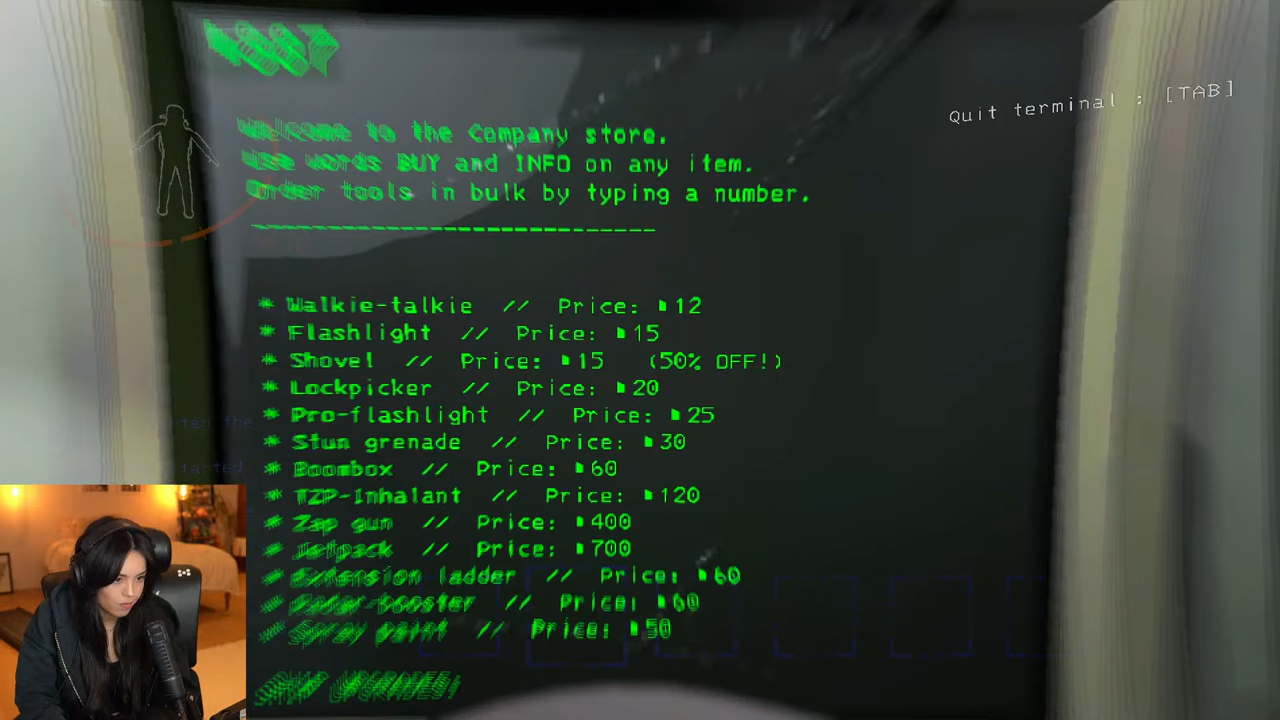 Quit terminal : [TAB]
Welcome to the Company store.
Use words BUY and INFO on any item.
Order tools in bulk by typing a number.
----------------------------
* Walkie-talkie // Price: ▮12
* Flashlight // Price: ▮15
* Shovel // Price: ▮15 (50% OFF!)
* Lockpicker // Price: ▮20
* Pro-flashlight // Price: ▮25
* Stun grenade // Price: ▮30
* Boombox // Price: ▮60
* TZP-Inhalant // Price: ▮120
* Zap gun // Price: ▮400
* Jetpack // Price: ▮700
* Extension ladder // Price: ▮60
* Radar-booster // Price: ▮60
* Spray paint // Price: ▮50
SHIP UPGRADES: